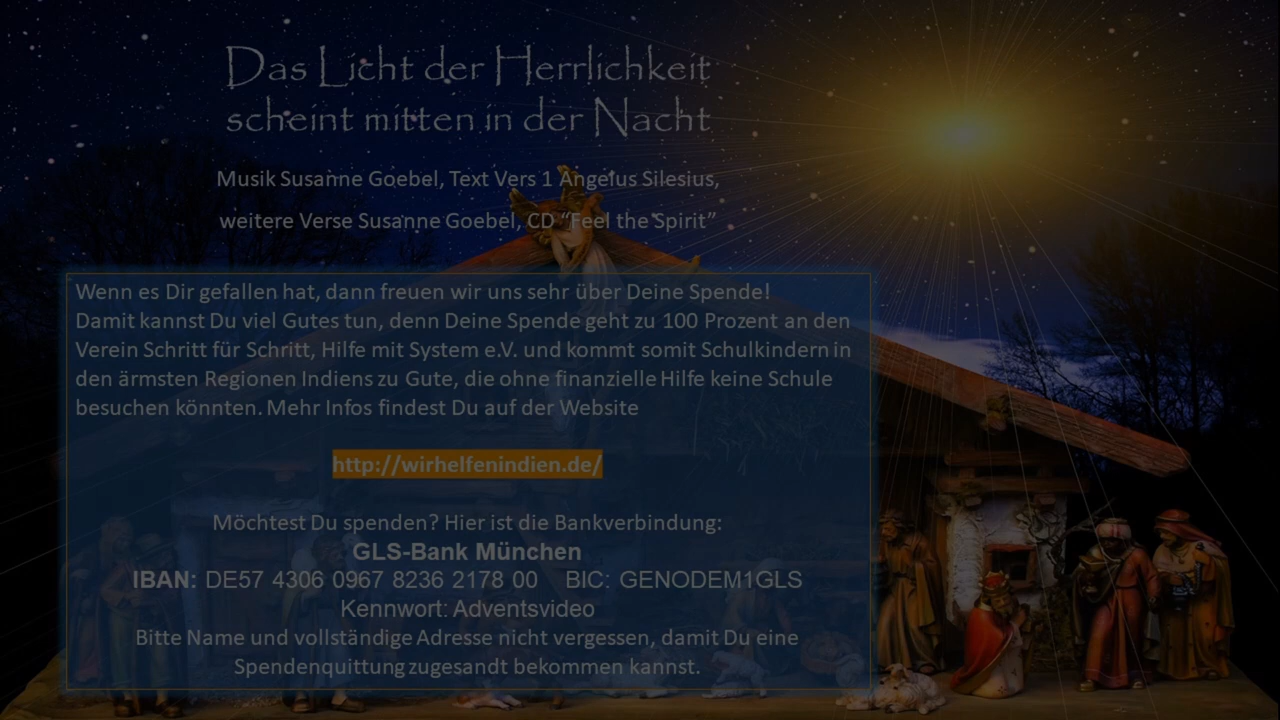 Das Licht der Herrlichkeit
scheint mitten in der Nacht
Musik Susanne Goebel, Text Vers 1 Angelus Silesius,
weitere Verse Susanne Goebel, CD “Feel the Spirit”
Wenn es Dir gefallen hat, dann freuen wir uns sehr über Deine Spende!
Damit kannst Du viel Gutes tun, denn Deine Spende geht zu 100 Prozent an den
Verein Schritt für Schritt, Hilfe mit System e.V. und kommt somit Schulkindern in
den ärmsten Regionen Indiens zu Gute, die ohne finanzielle Hilfe keine Schule
besuchen könnten. Mehr Infos findest Du auf der Website
http://wirhelfenindien.de/
Möchtest Du spenden? Hier ist die Bankverbindung:
GLS-Bank München
IBAN: DE57 4306 0967 8236 2178 00 BIC: GENODEM1GLS
Kennwort: Adventsvideo
Bitte Name und vollständige Adresse nicht vergessen, damit Du eine
Spendenquittung zugesandt bekommen kannst.